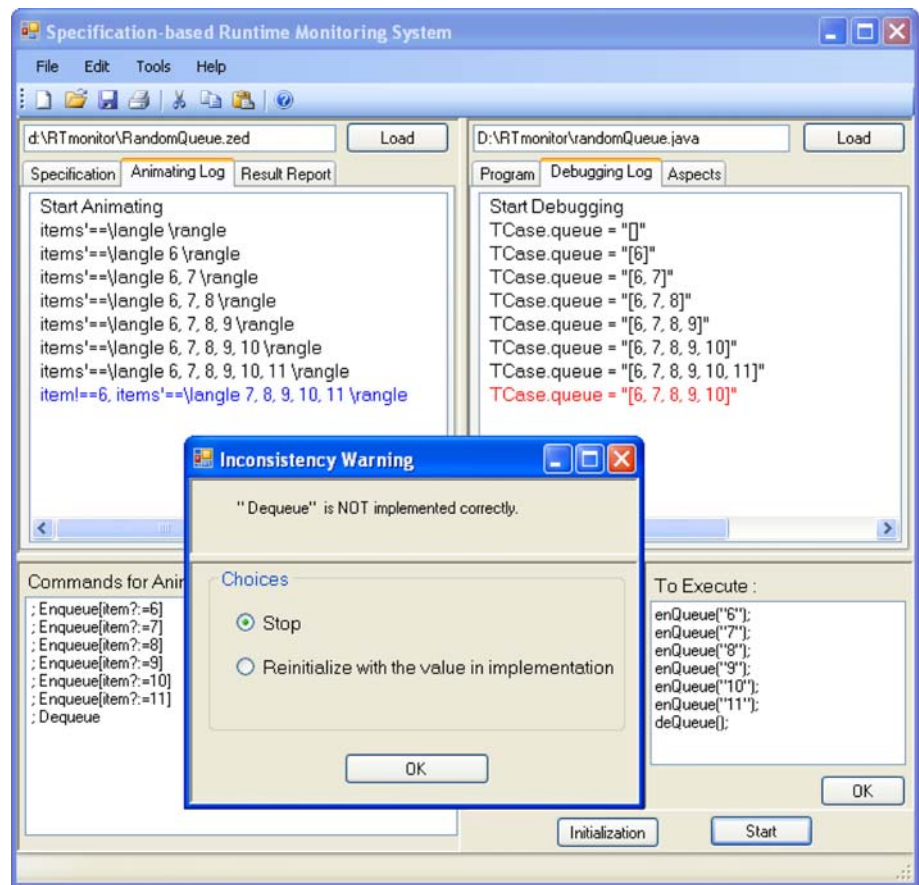 Specification-based Runtime Monitoring System
File Edit Tools Help
d:\RTmonitor\RandomQueue.zed Load
Specification Animating Log Result Report
Start Animating
items'==\langle \rangle
items'==\langle 6 \rangle
items'==\langle 6, 7 \rangle
items'==\langle 6, 7, 8 \rangle
items'==\langle 6, 7, 8, 9 \rangle
items'==\langle 6, 7, 8, 9, 10 \rangle
items'==\langle 6, 7, 8, 9, 10, 11 \rangle
item!==6, items'==\langle 7, 8, 9, 10, 11 \rangle
D:\RTmonitor\randomQueue.java Load
Program Debugging Log Aspects
Start Debugging
TCase.queue = "[]"
TCase.queue = "[6]"
TCase.queue = "[6, 7]"
TCase.queue = "[6, 7, 8]"
TCase.queue = "[6, 7, 8, 9]"
TCase.queue = "[6, 7, 8, 9, 10]"
TCase.queue = "[6, 7, 8, 9, 10, 11]"
TCase.queue = "[6, 7, 8, 9, 10]"
Inconsistency Warning
"Dequeue" is NOT implemented correctly.
Choices
Stop
Reinitialize with the value in implementation
OK
Commands for Anir
; Enqueue[item?:=6]
; Enqueue[item?:=7]
; Enqueue[item?:=8]
; Enqueue[item?:=9]
; Enqueue[item?:=10]
; Enqueue[item?:=11]
; Dequeue
To Execute :
enQueue("6");
enQueue("7");
enQueue("8");
enQueue("9");
enQueue("10");
enQueue("11");
deQueue();
OK
Initialization Start